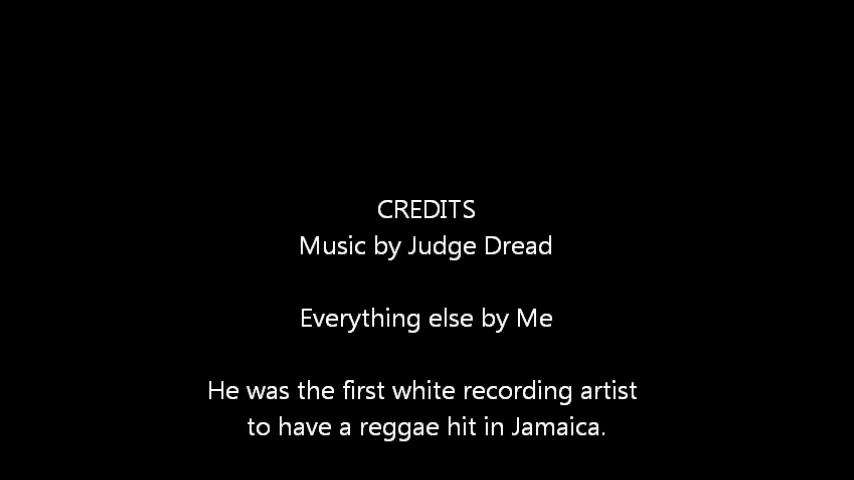 CREDITS
Music by Judge Dread
Everything else by Me
He was the first white recording artist
to have a reggae hit in Jamaica.